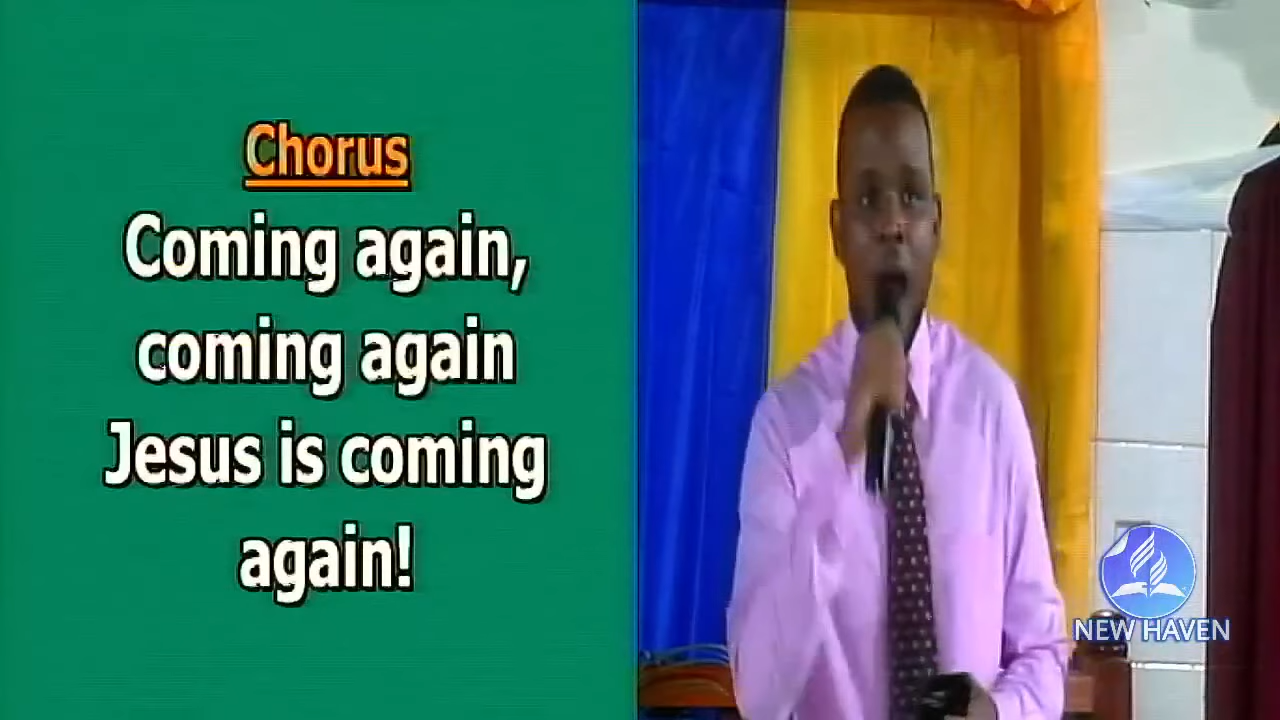 Chorus
Coming again,
coming again
Jesus is coming
again!
NEW HAVEN